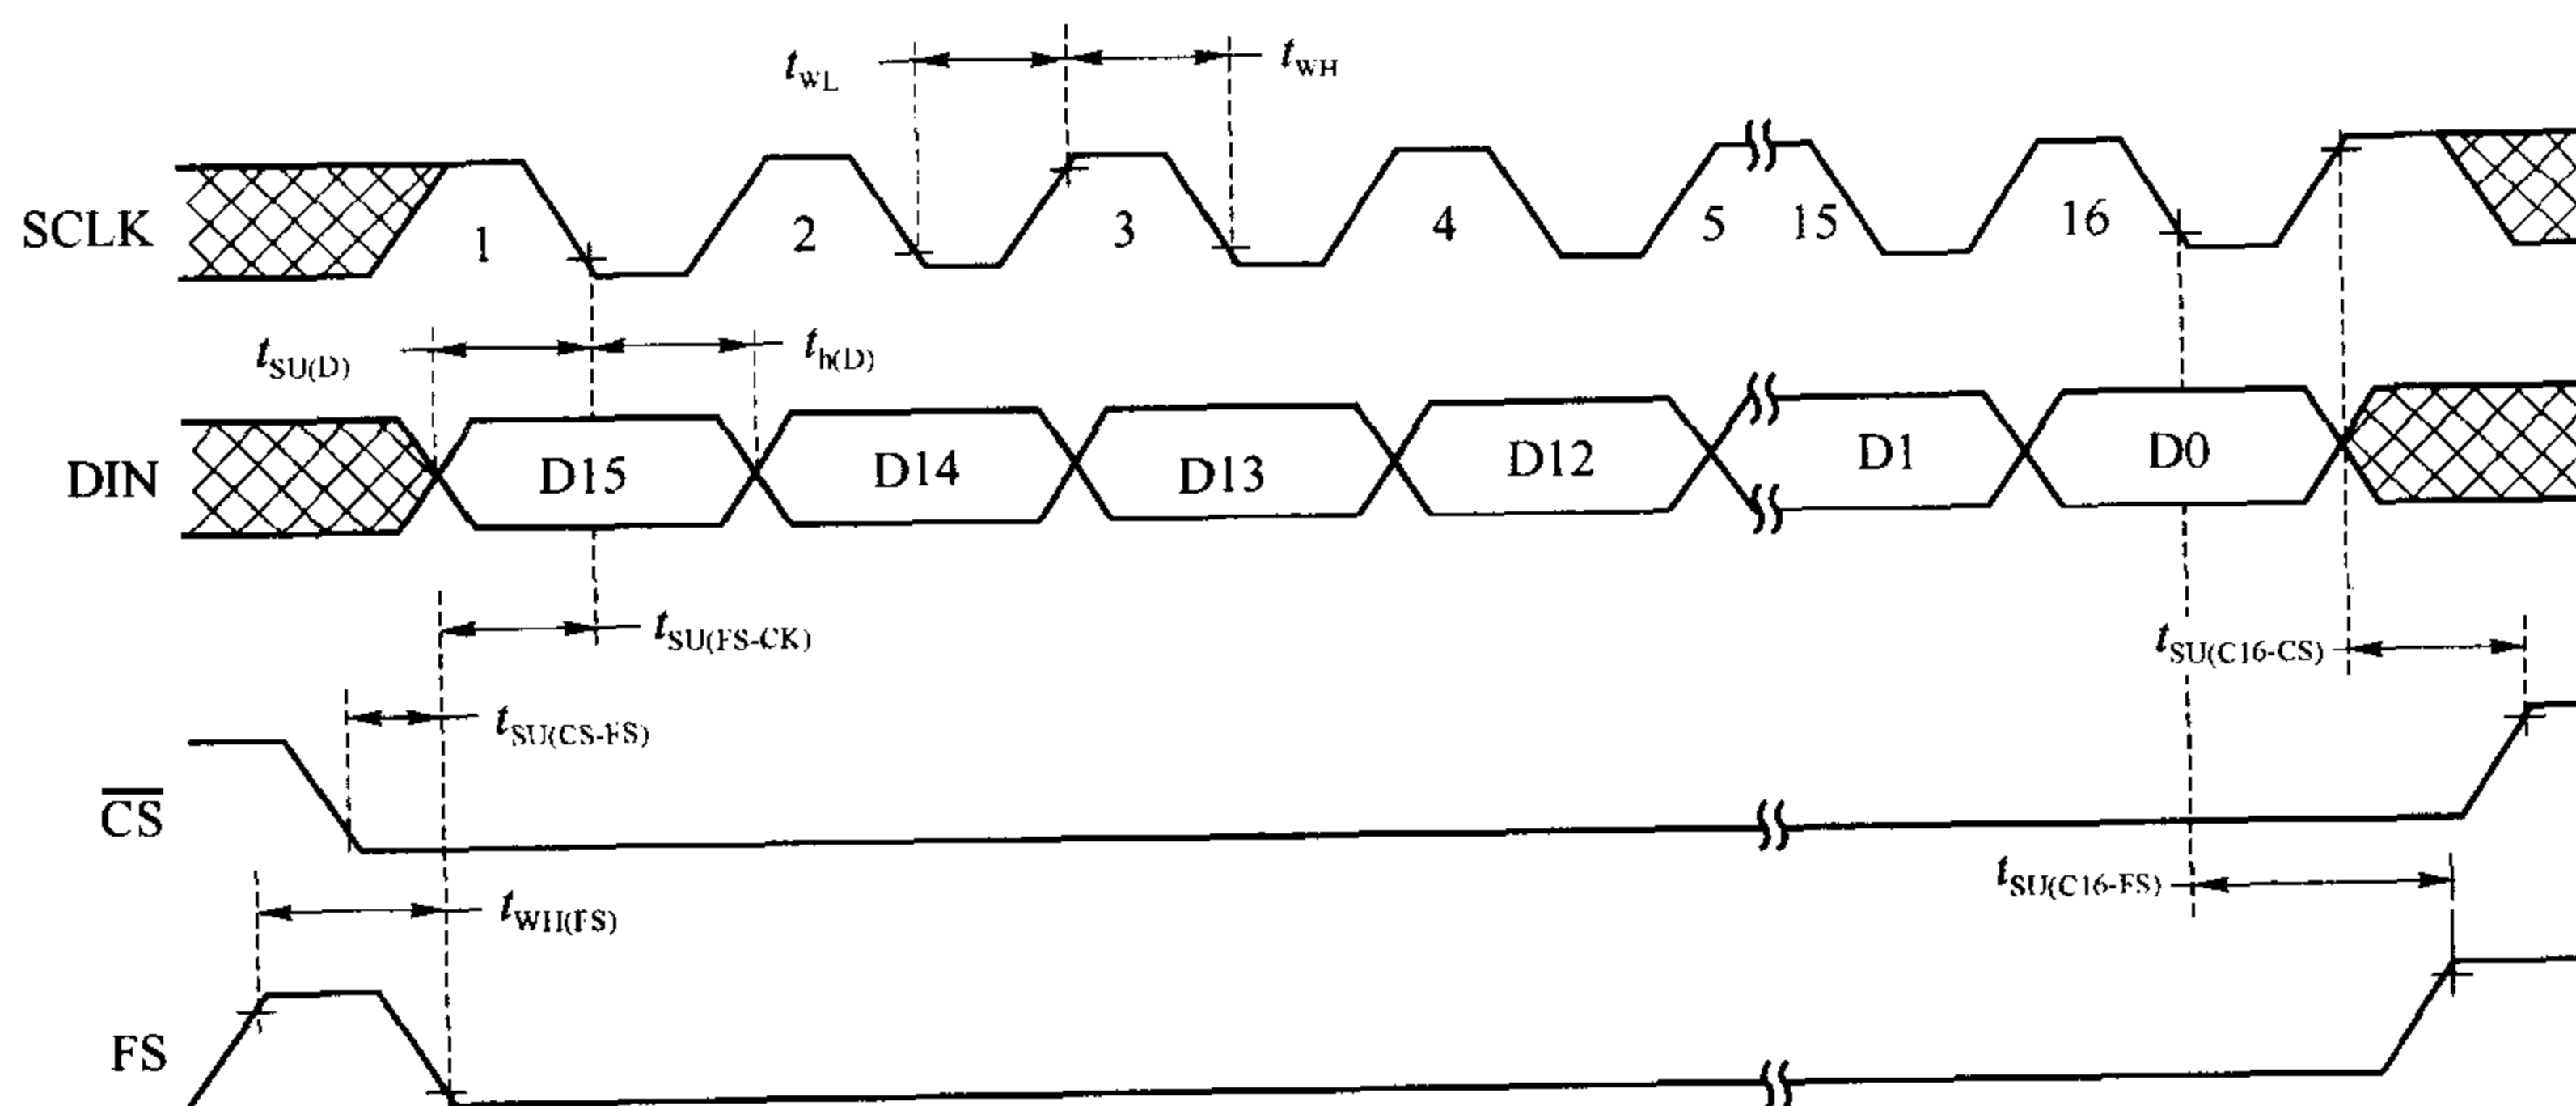 t_WL t_WH
SCLK 1 2 3 4 5 15 16
t_SU(D) t_h(D)
DIN D15 D14 D13 D12 D1 D0
t_SU(FS-CK) t_SU(C16-CS)
t_SU(CS-FS)
C̅S̅
t_SU(C16-FS)
t_WH(FS)
FS